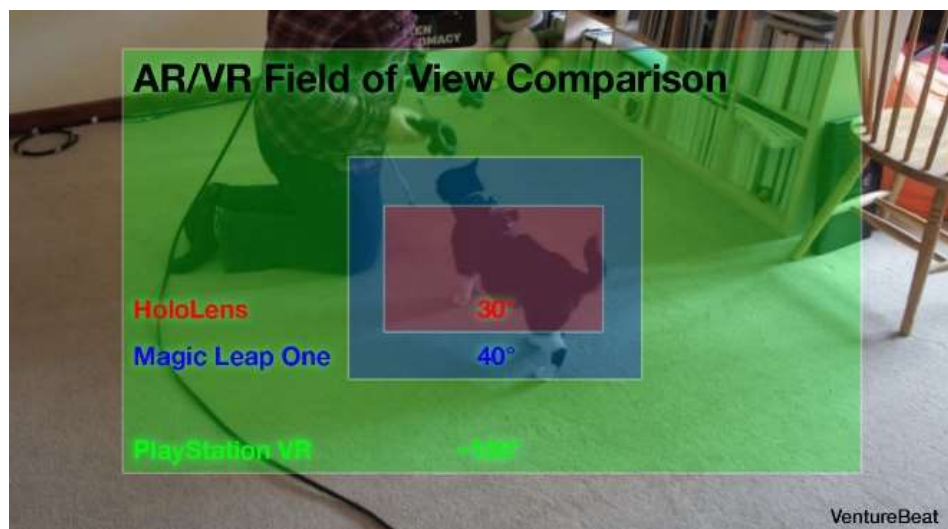 AR/VR Field of View Comparison
HoloLens 30°
Magic Leap One 40°
PlayStation VR
VentureBeat